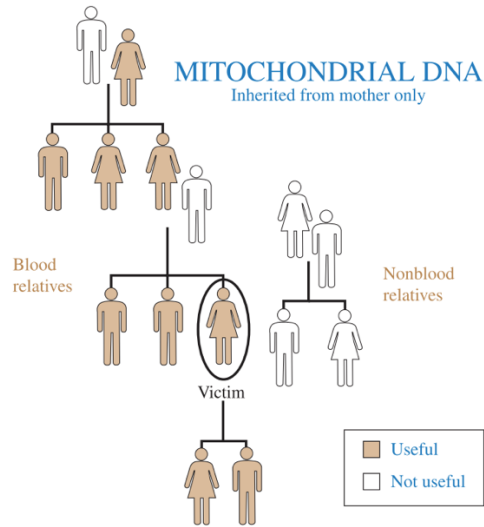 MITOCHONDRIAL DNA
Inherited from mother only
Blood
relatives
Nonblood
relatives
Victim
Useful
Not useful